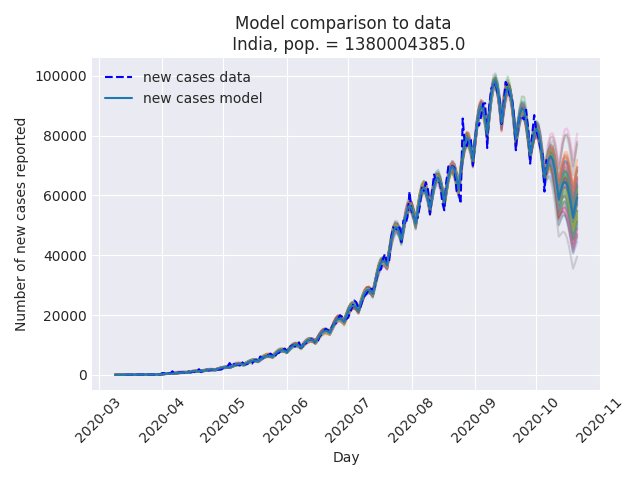 Model comparison to data
India, pop. = 1380004385.0
new cases data
new cases model
Number of new cases reported
100000
80000
60000
40000
20000
0
2020-03
2020-04
2020-05
2020-06
2020-07
2020-08
2020-09
2020-10
2020-11
Day